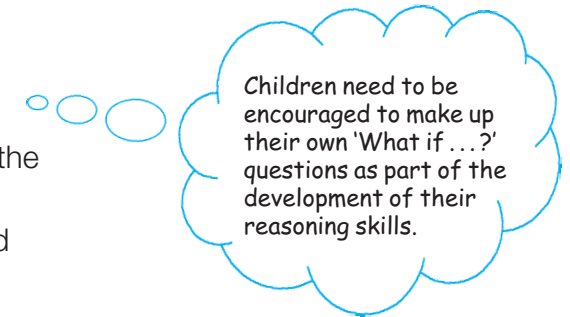 Children need to be
encouraged to make up
their own ‘What if . . . ?’
questions as part of the
development of their
reasoning skills.
the